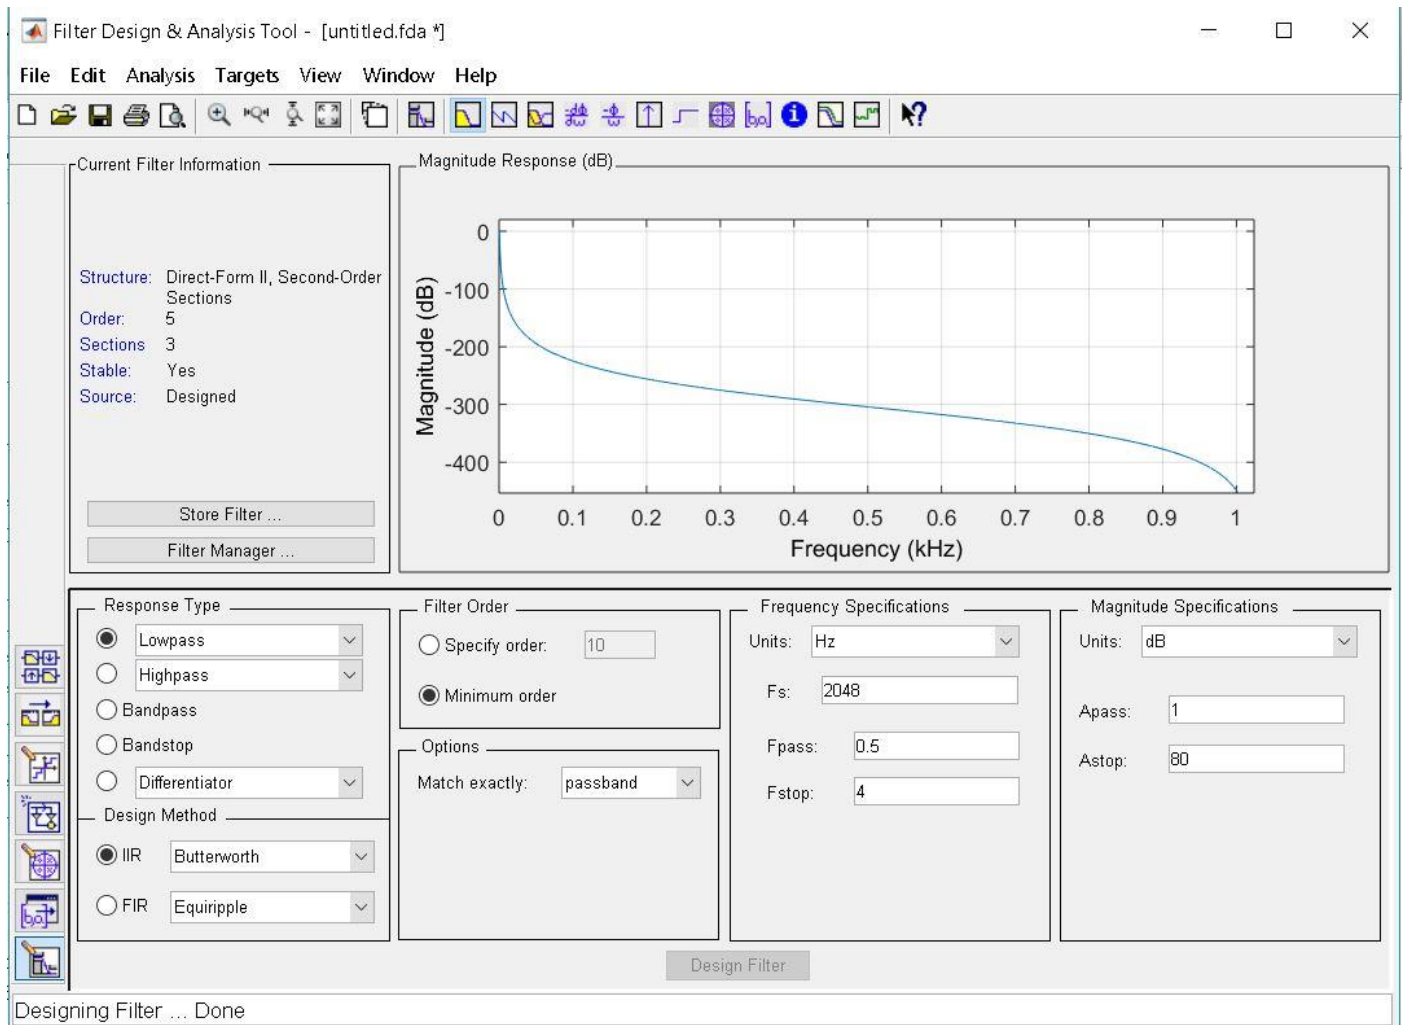 Filter Design & Analysis Tool - [untitled.fda *]
File Edit Analysis Targets View Window Help
Current Filter Information
Structure: Direct-Form II, Second-Order
Sections
Order: 5
Sections 3
Stable: Yes
Source: Designed
Store Filter ...
Filter Manager ...
Magnitude Response (dB)
Magnitude (dB)
0
-100
-200
-300
-400
0 0.1 0.2 0.3 0.4 0.5 0.6 0.7 0.8 0.9 1
Frequency (kHz)
Response Type
Lowpass
Highpass
Bandpass
Bandstop
Differentiator
Design Method
IIR Butterworth
FIR Equiripple
Filter Order
Specify order: 10
Minimum order
Options
Match exactly: passband
Frequency Specifications
Units: Hz
Fs: 2048
Fpass: 0.5
Fstop: 4
Magnitude Specifications
Units: dB
Apass: 1
Astop: 80
Design Filter
Designing Filter ... Done